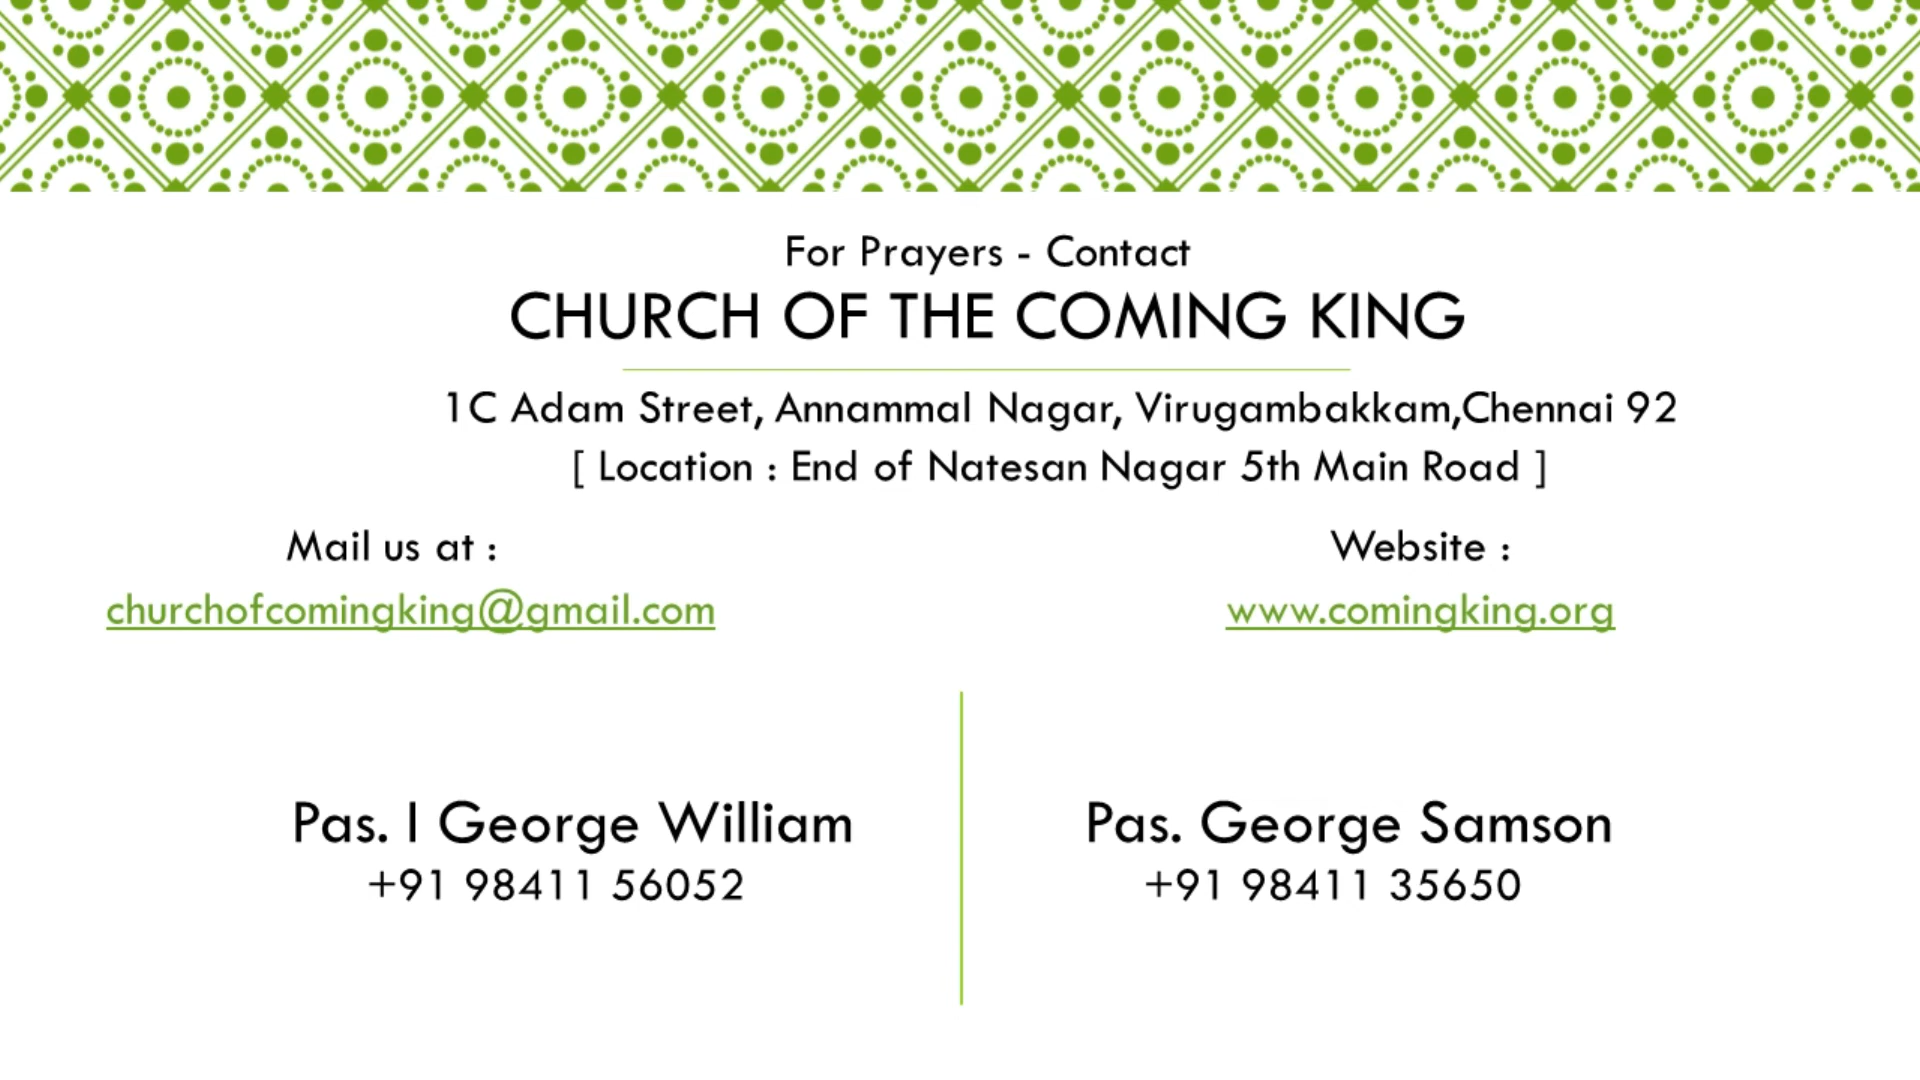 For Prayers - Contact
CHURCH OF THE COMING KING
1C Adam Street, Annammal Nagar, Virugambakkam,Chennai 92
[ Location : End of Natesan Nagar 5th Main Road ]
Mail us at :
churchofcomingking@gmail.com
Website :
www.comingking.org
Pas. I George William
+91 98411 56052
Pas. George Samson
+91 98411 35650